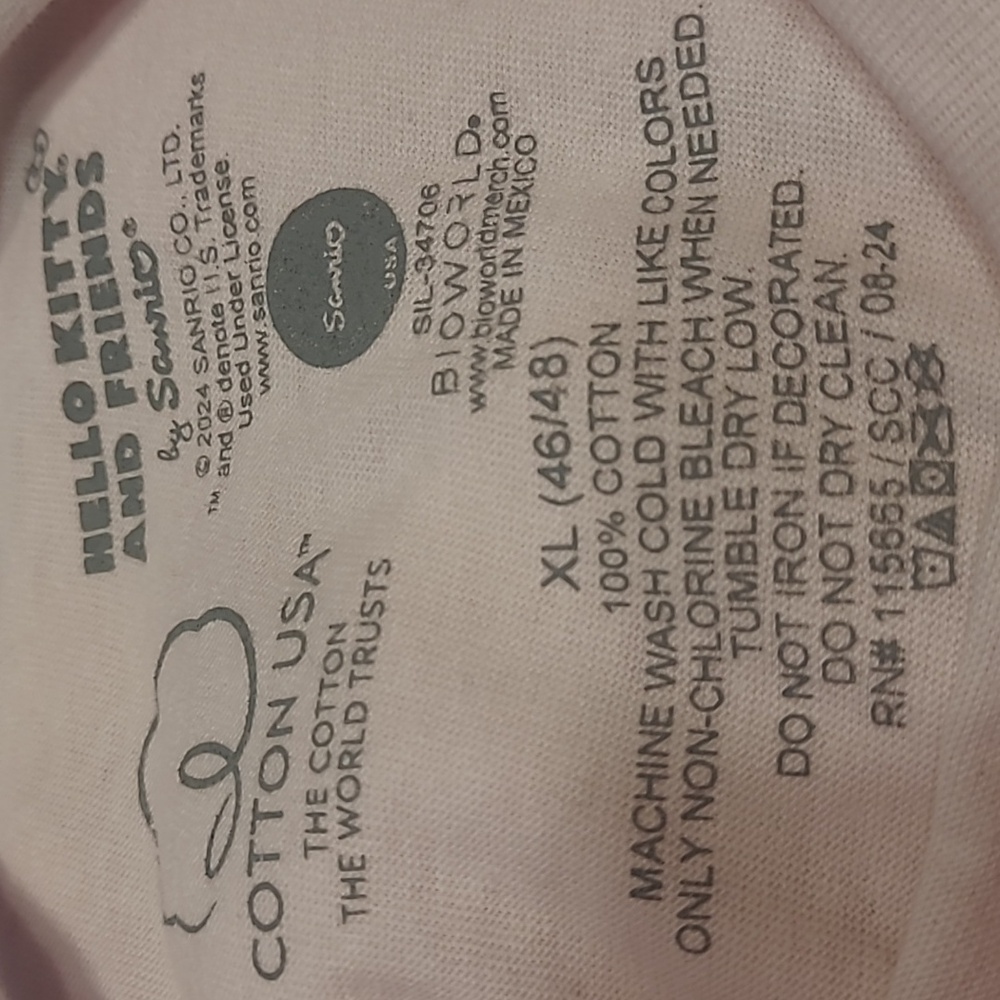 COTTON USA™
THE COTTON
THE WORLD TRUSTS
HELLO KITTY®
AND FRIENDS
by Sanrio®
© 2024 SANRIO CO., LTD.
™ and ® denote U.S. Trademarks
Used Under License.
www.sanrio.com
Sanrio
USA
SIL-34706
BIOWORLD®
www.bioworldmerch.com
MADE IN MEXICO
XL (46/48)
100% COTTON
MACHINE WASH COLD WITH LIKE COLORS
ONLY NON-CHLORINE BLEACH WHEN NEEDED.
TUMBLE DRY LOW.
DO NOT IRON IF DECORATED.
DO NOT DRY CLEAN.
RN# 115865 / SCC / 08-24